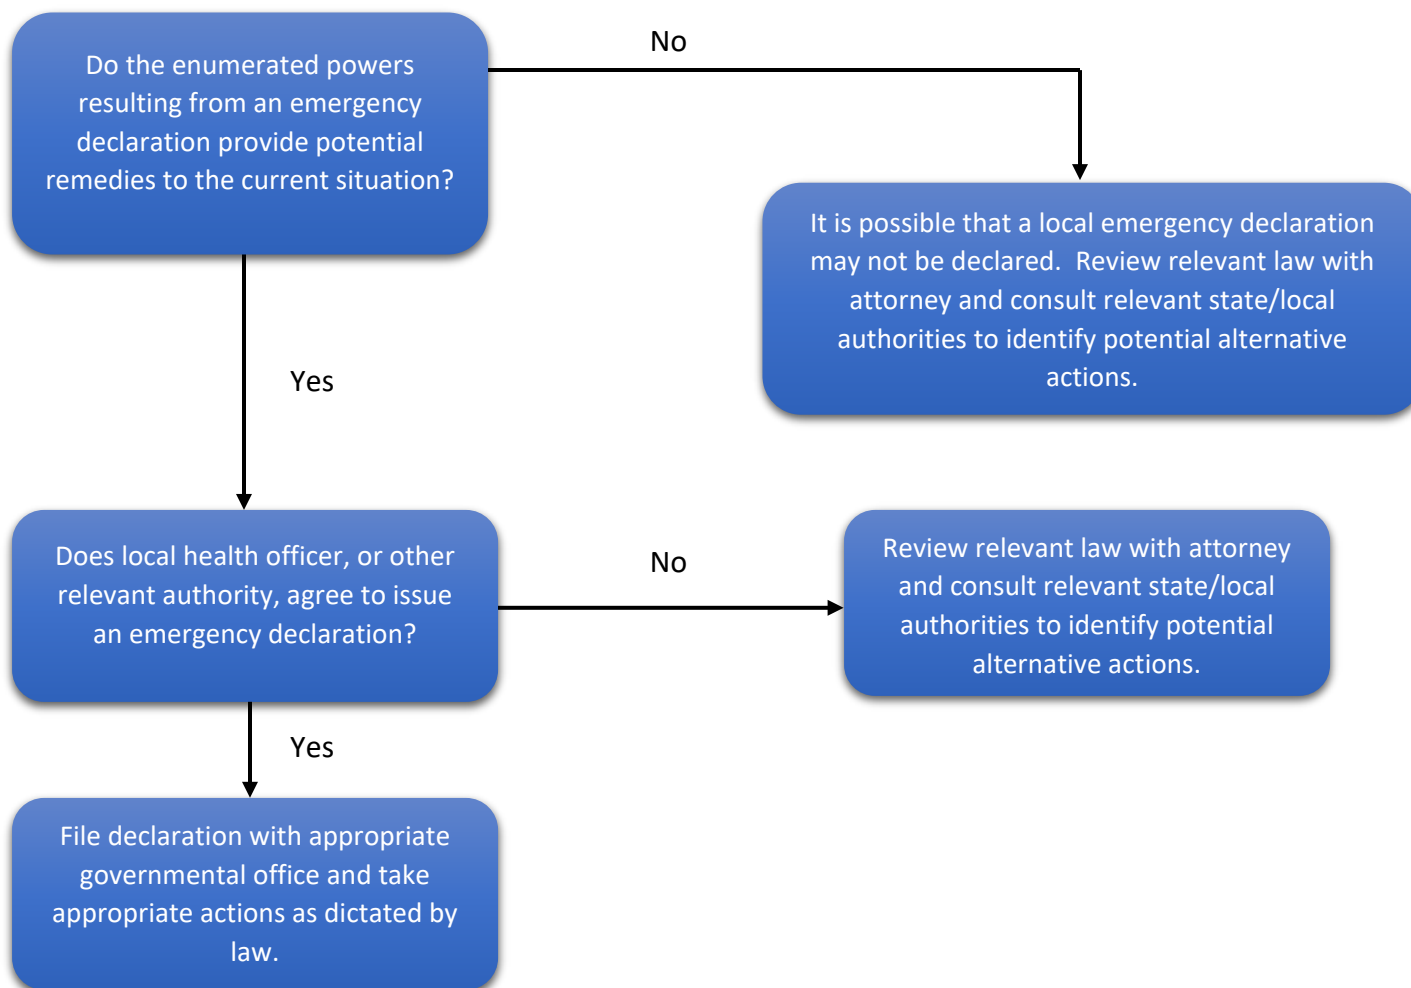 Do the enumerated powers
resulting from an emergency
declaration provide potential
remedies to the current situation?
No
It is possible that a local emergency declaration
may not be declared.  Review relevant law with
attorney and consult relevant state/local
authorities to identify potential alternative
actions.
Yes
Does local health officer, or other
relevant authority, agree to issue
an emergency declaration?
No
Review relevant law with attorney
and consult relevant state/local
authorities to identify potential
alternative actions.
Yes
File declaration with appropriate
governmental office and take
appropriate actions as dictated by
law.